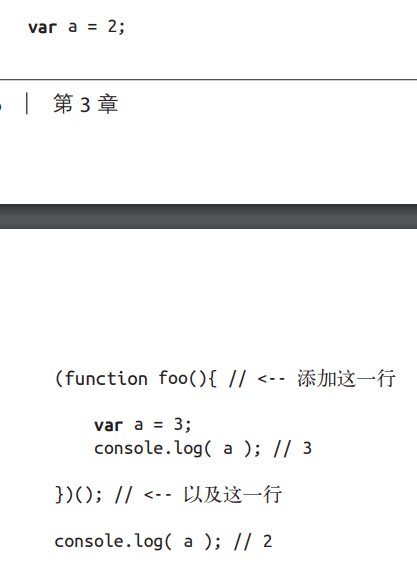 var a = 2;
第 3 章
(function foo(){ // <-- 添加这一行
var a = 3;
console.log( a ); // 3
})(); // <-- 以及这一行
console.log( a ); // 2